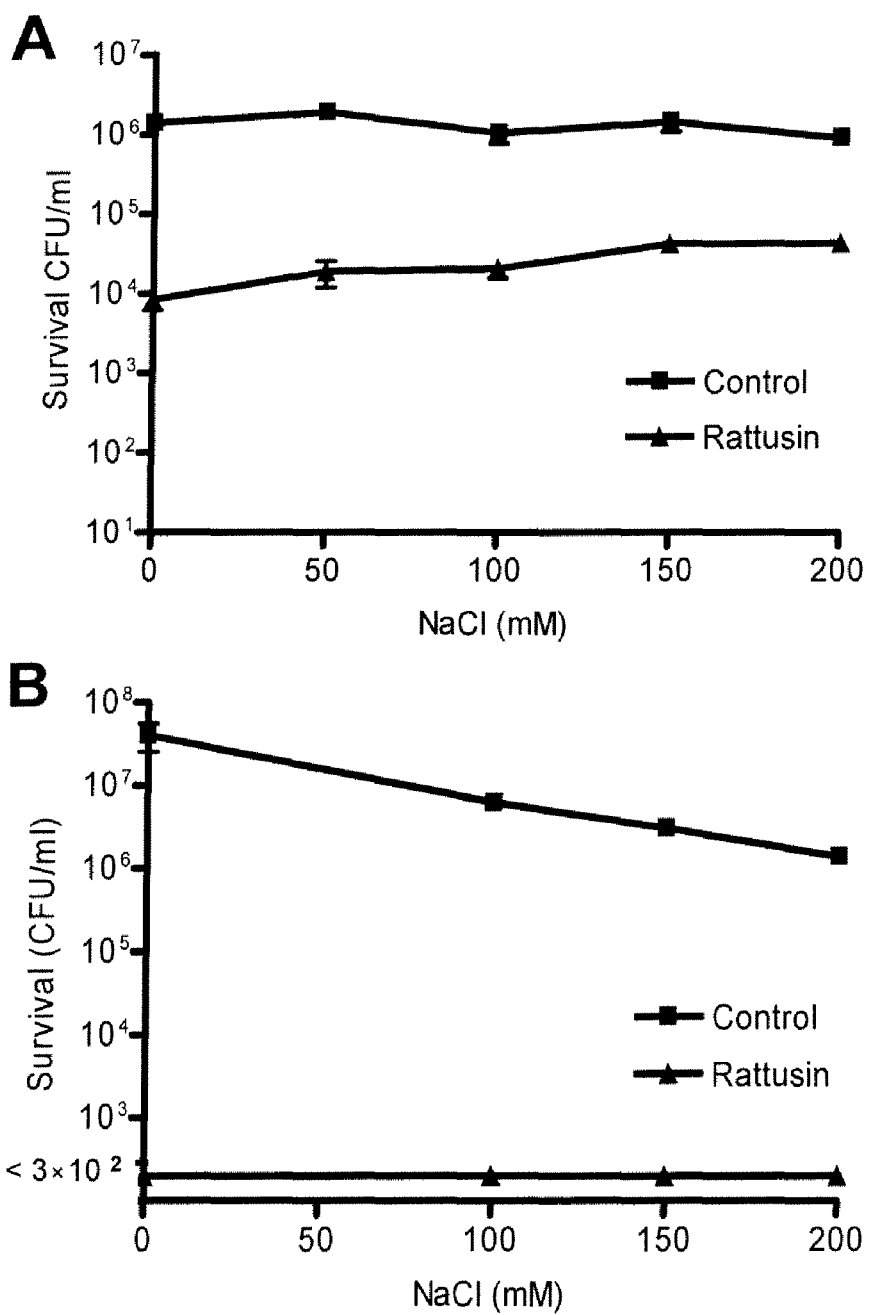 A
10⁷
10⁶
10⁵
10⁴
10³
10²
10¹
Survival CFU/ml
Control
Rattusin
0 50 100 150 200
NaCl (mM)
B
10⁸
10⁷
10⁶
10⁵
10⁴
10³
< 3×10²
Survival (CFU/ml)
Control
Rattusin
0 50 100 150 200
NaCl (mM)